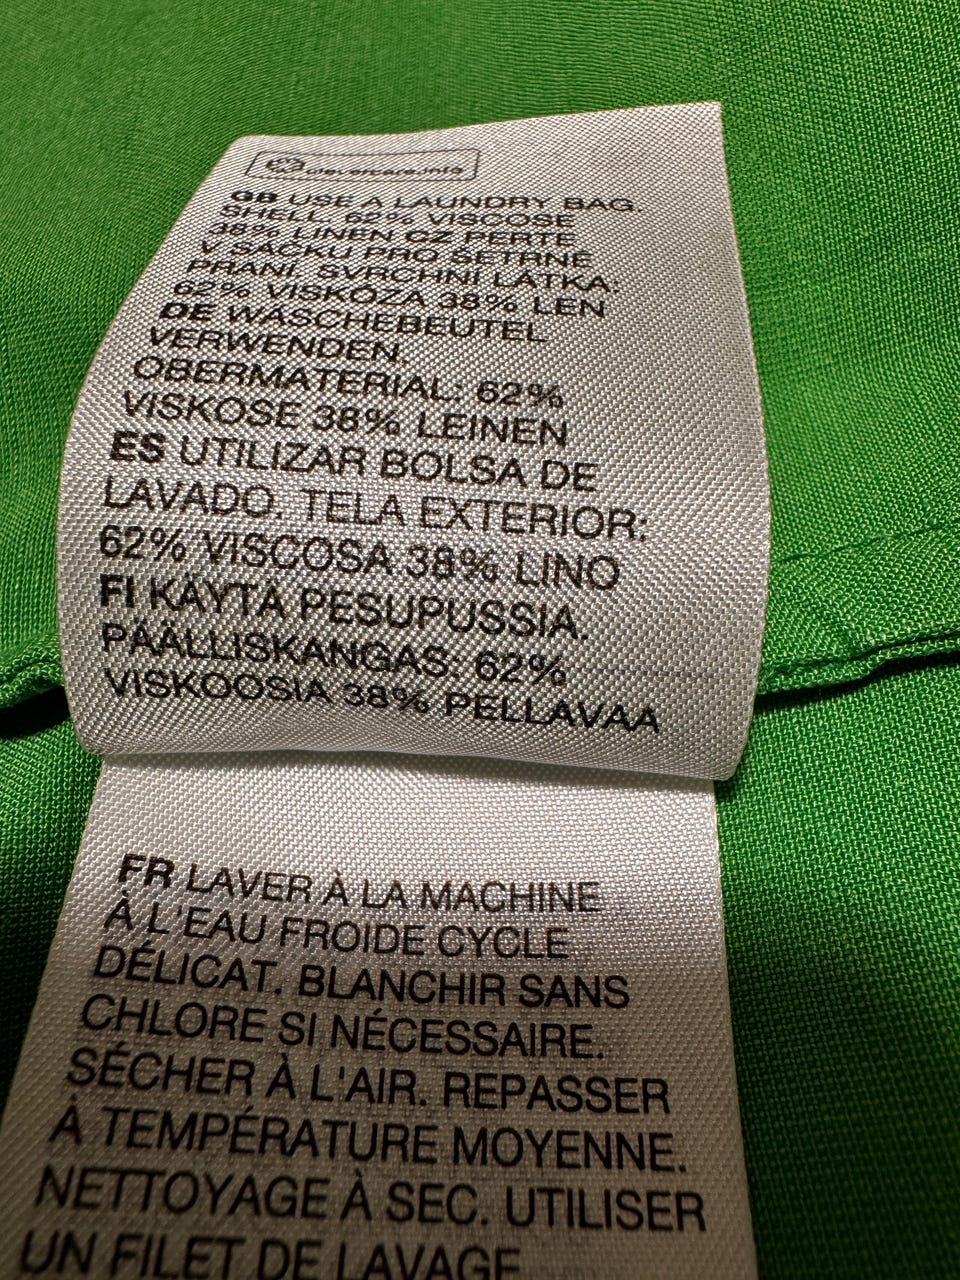 clevercare.info
GB USE A LAUNDRY BAG.
SHELL, 62% VISCOSE
38% LINEN CZ PERTE
V SÁČKU PRO ŠETRNÉ
PRANÍ. SVRCHNÍ LÁTKA:
62% VISKÓZA 38% LEN
DE WÄSCHEBEUTEL
VERWENDEN.
OBERMATERIAL: 62%
VISKOSE 38% LEINEN
ES UTILIZAR BOLSA DE
LAVADO. TELA EXTERIOR:
62% VISCOSA 38% LINO
FI KÄYTÄ PESUPUSSIA.
PÄÄLLISKANGAS: 62%
VISKOOSIA 38% PELLAVAA
FR LAVER À LA MACHINE
À L'EAU FROIDE CYCLE
DÉLICAT. BLANCHIR SANS
CHLORE SI NÉCESSAIRE.
SÉCHER À L'AIR. REPASSER
À TEMPÉRATURE MOYENNE.
NETTOYAGE À SEC. UTILISER
UN FILET DE LAVAGE